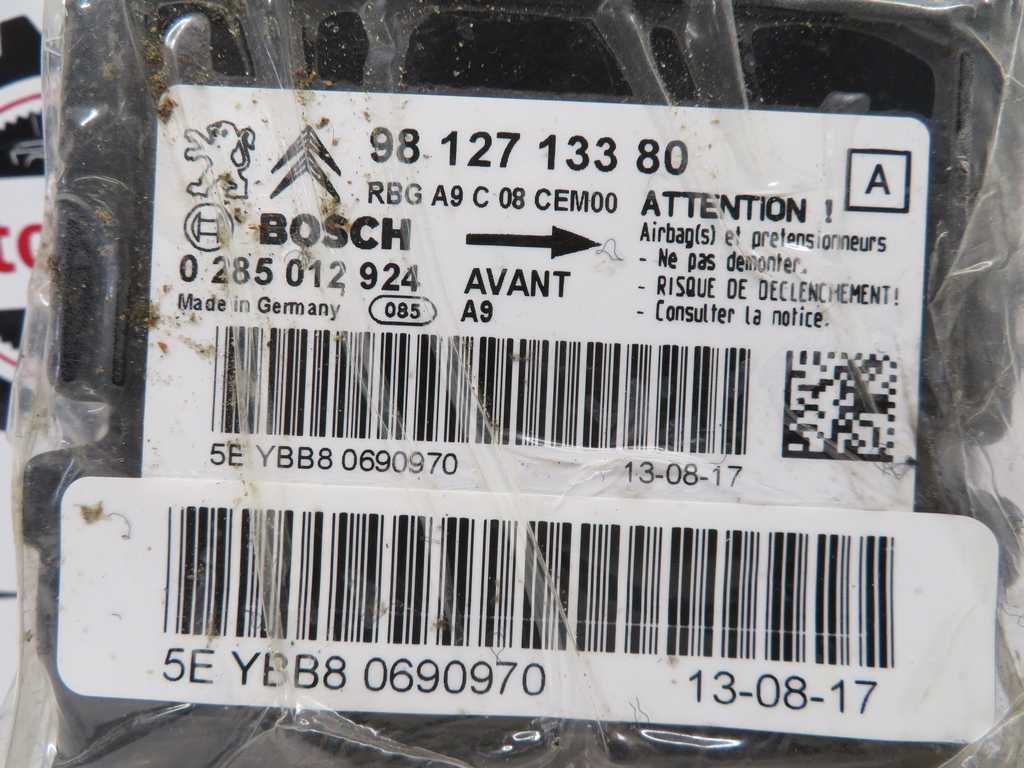 98 127 133 80
A
RBG A9 C 08 CEM00
BOSCH
0 285 012 924
Made in Germany
085
AVANT
A9
ATTENTION !
Airbag(s) et pretensionneurs
- Ne pas demonter.
- RISQUE DE DECLENCHEMENT!
- Consulter la notice.
5E YBB8 0690970
13-08-17
5E YBB8 0690970
13-08-17